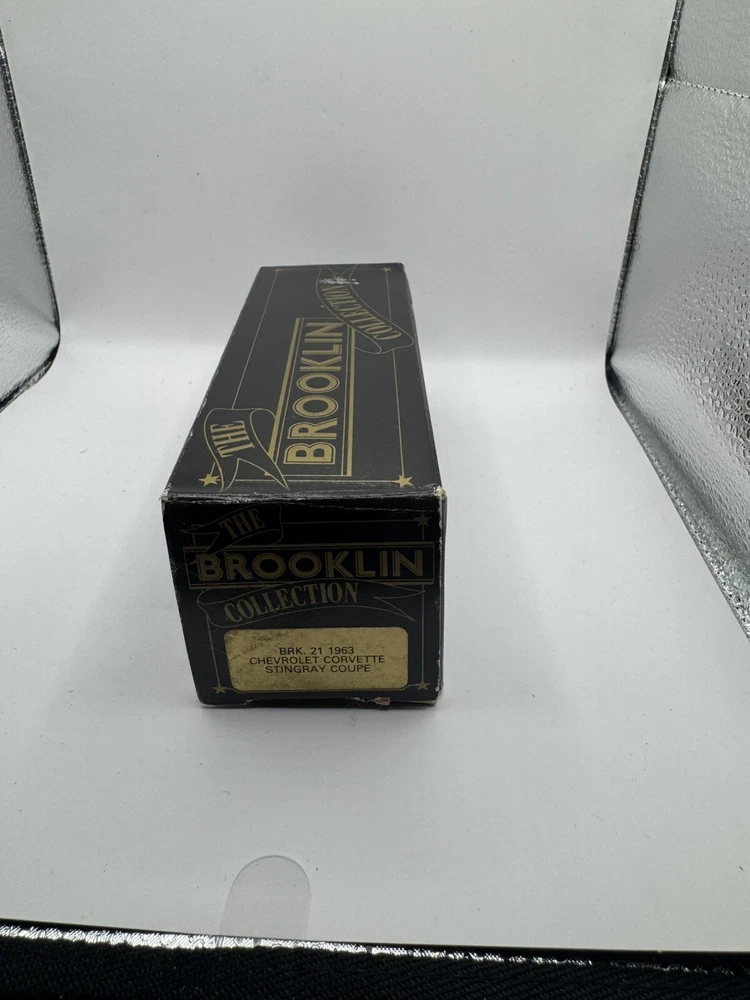 THE
BROOKLIN
COLLECTION
THE
BROOKLIN
COLLECTION
BRK. 21 1963
CHEVROLET CORVETTE
STINGRAY COUPE